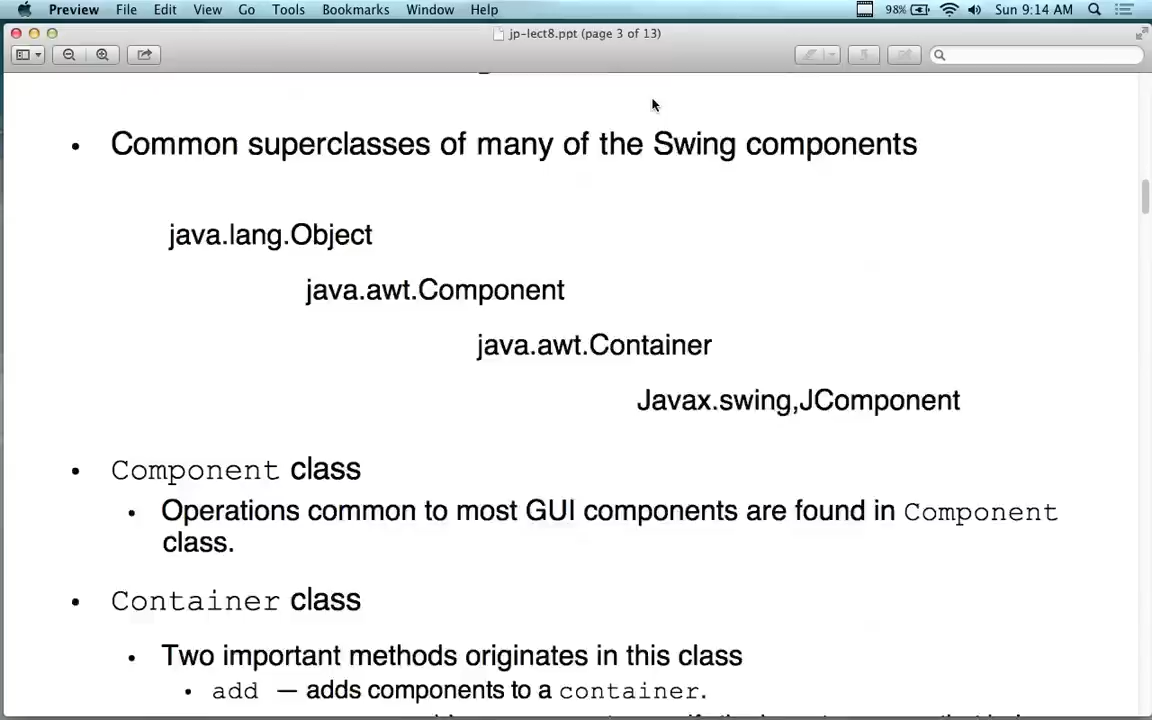 Preview File Edit View Go Tools Bookmarks Window Help 98% Sun 9:14 AM
jp-lect8.ppt (page 3 of 13)
• Common superclasses of many of the Swing components
java.lang.Object
java.awt.Component
java.awt.Container
Javax.swing,JComponent
• Component class
• Operations common to most GUI components are found in Component
class.
• Container class
• Two important methods originates in this class
• add — adds components to a container.